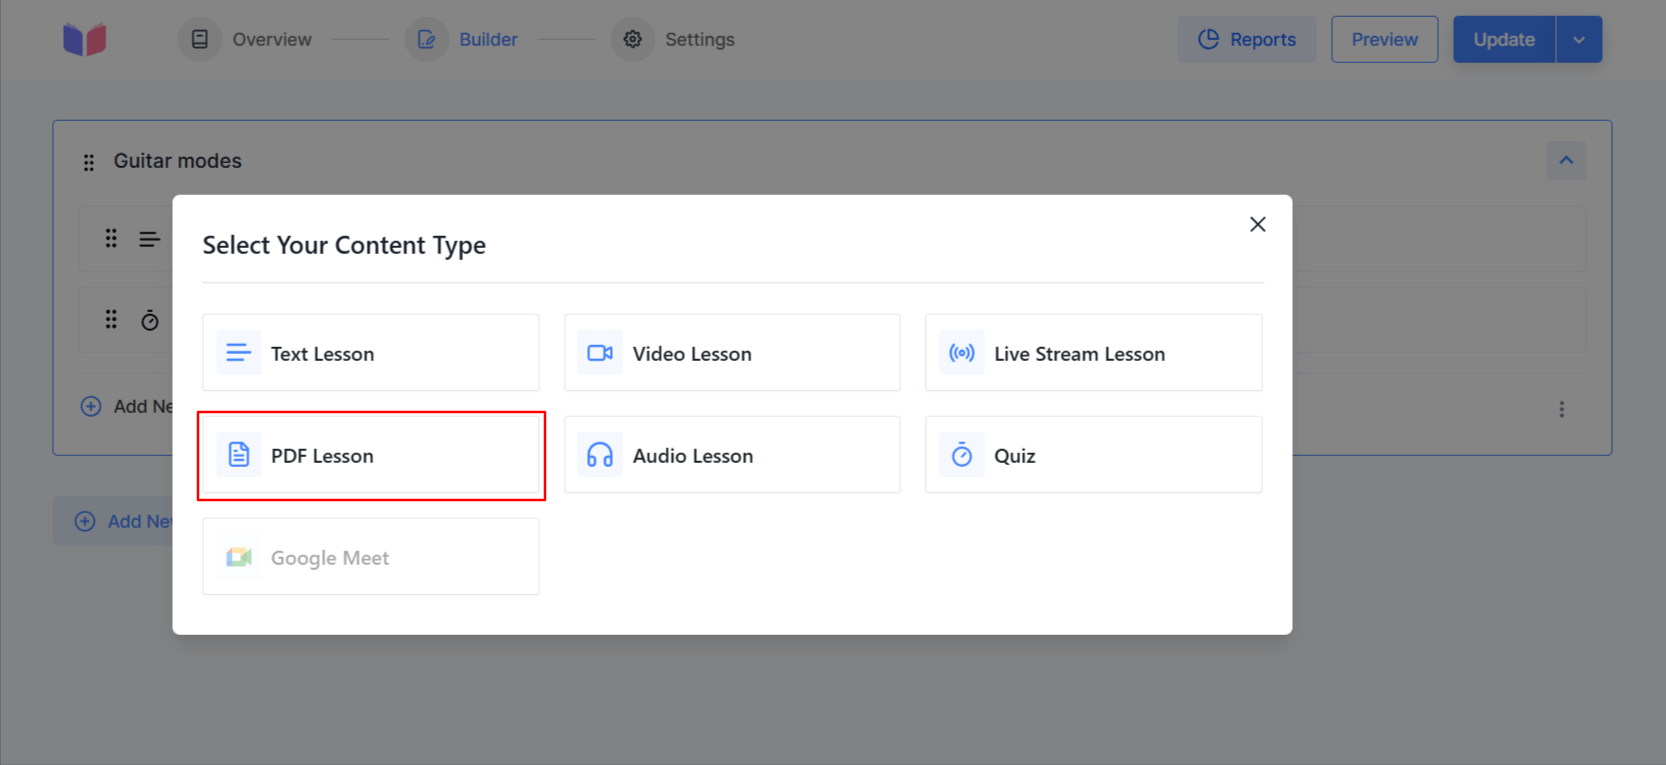 Overview
Builder
Settings
Reports
Preview
Update
Guitar modes
Select Your Content Type
Text Lesson
Video Lesson
Live Stream Lesson
Add Ne
PDF Lesson
Audio Lesson
Quiz
Add New
Google Meet